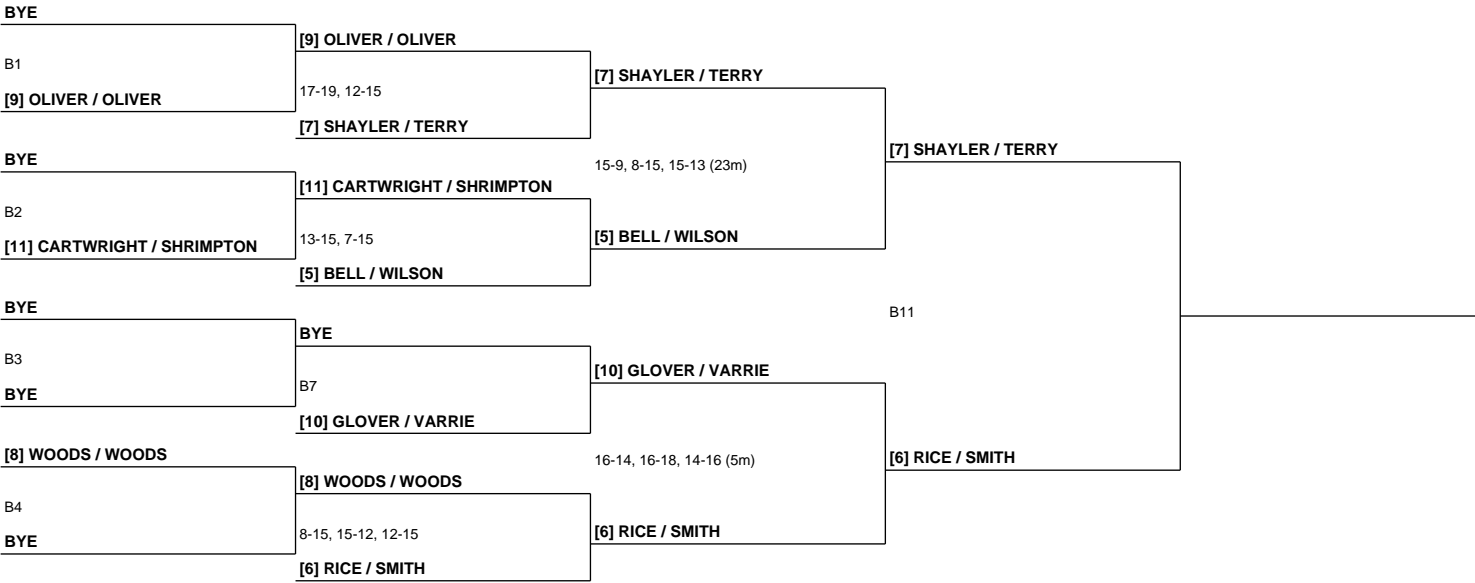 BYE
B1
[9] OLIVER / OLIVER
BYE
B2
[11] CARTWRIGHT / SHRIMPTON
BYE
B3
BYE
[8] WOODS / WOODS
B4
BYE
[9] OLIVER / OLIVER
17-19, 12-15
[7] SHAYLER / TERRY
[11] CARTWRIGHT / SHRIMPTON
13-15, 7-15
[5] BELL / WILSON
BYE
B7
[10] GLOVER / VARRIE
[8] WOODS / WOODS
8-15, 15-12, 12-15
[6] RICE / SMITH
[7] SHAYLER / TERRY
15-9, 8-15, 15-13 (23m)
[5] BELL / WILSON
[10] GLOVER / VARRIE
16-14, 16-18, 14-16 (5m)
[6] RICE / SMITH
[7] SHAYLER / TERRY
B11
[6] RICE / SMITH